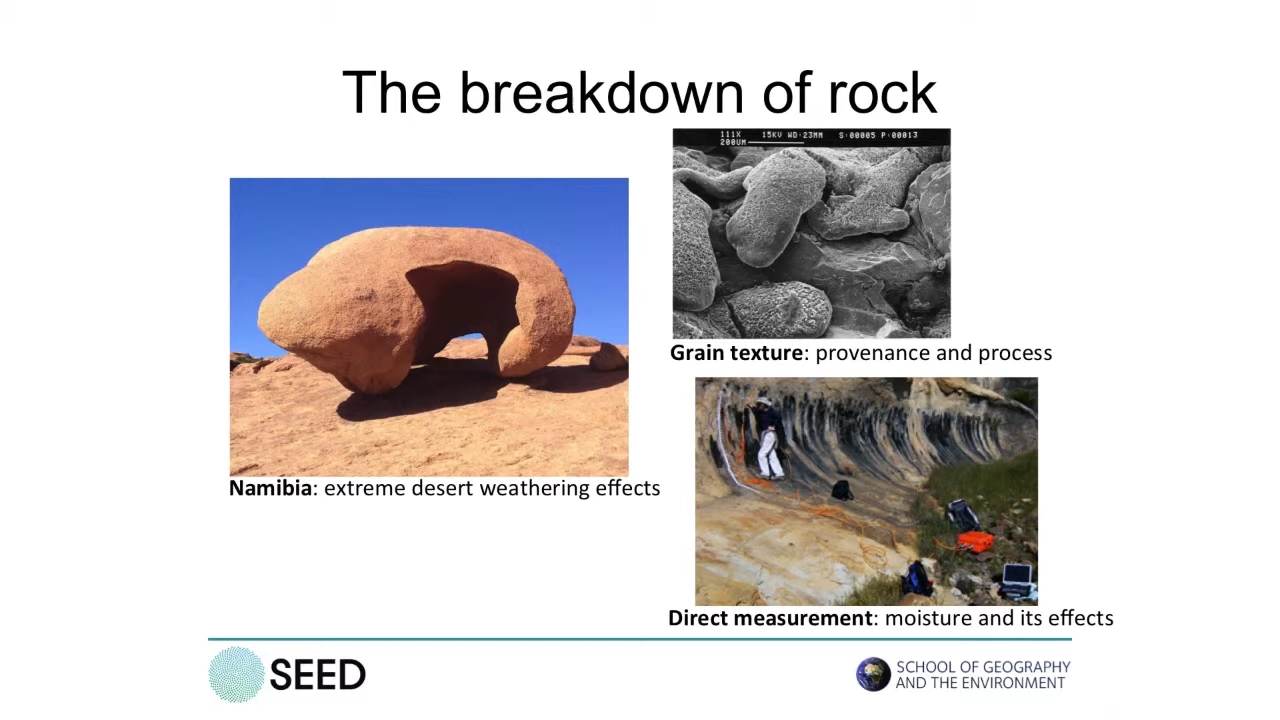 The breakdown of rock
111X 15KV WD:23MM S:00005 P:00013
200UM
Grain texture: provenance and process
Namibia: extreme desert weathering effects
Direct measurement: moisture and its effects
SEED
SCHOOL OF GEOGRAPHY
AND THE ENVIRONMENT